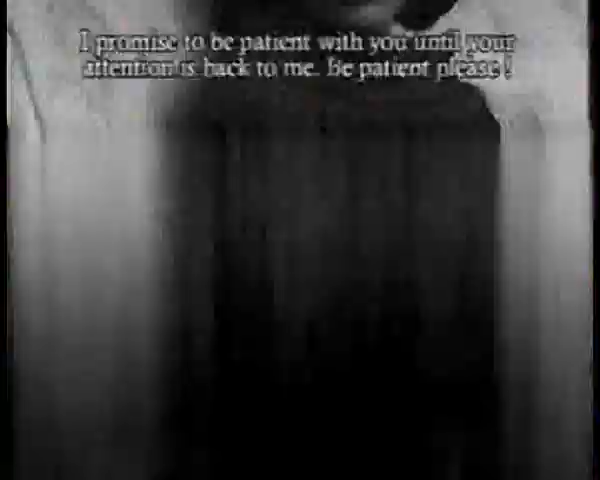 I promise to be patient with you until your
attention is back to me. Be patient please !